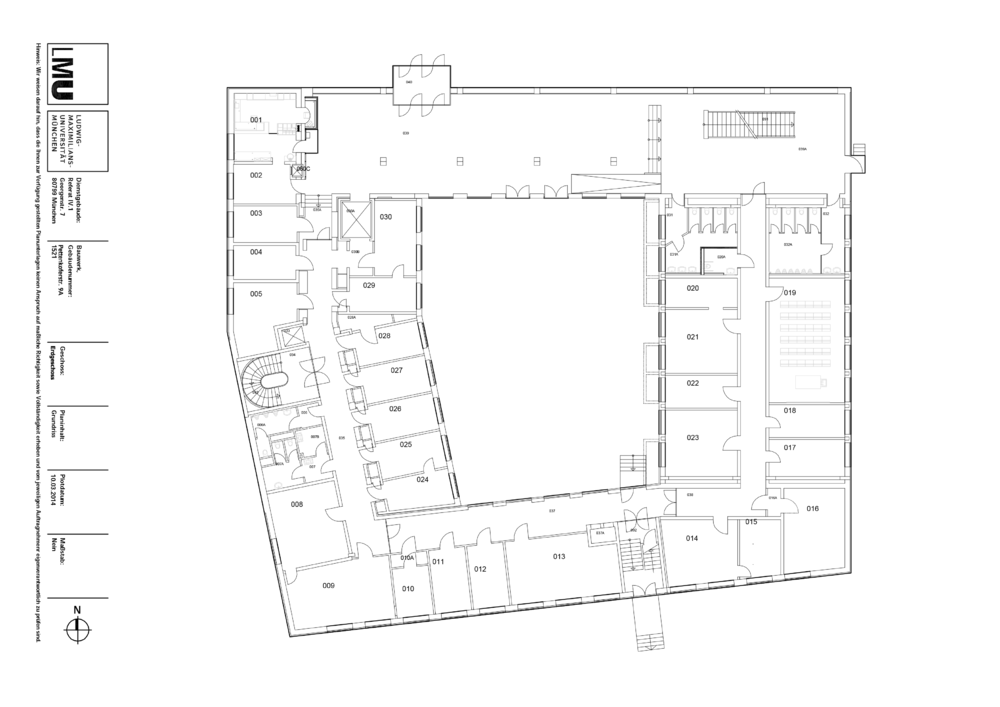 LMU
LUDWIG-
MAXIMILIANS-
UNIVERSITÄT
MÜNCHEN
Dienstgebäude:
Referat IV.1
Georgenstr. 7
80799 München
Bauwerk,
Gebäudenummer:
Pettenkoferstr. 9A
1521
Geschoss:
Erdgeschoss
Planinhalt:
Grundriss
Plotdatum:
10.03.2014
Maßstab:
Nein
N
Hinweis: Wir weisen darauf hin, dass die Ihnen zur Verfügung gestellten Planunterlagen keinen Anspruch auf maßliche Richtigkeit sowie Vollständigkeit erheben und vom jeweiligen Auftragnehmer eigenverantwortlich zu prüfen sind.
001
002
003
030
004
029
005
028
027
026
025
024
008
009
010A
010
011
012
013
014
015
016
017
018
019
020
021
022
023